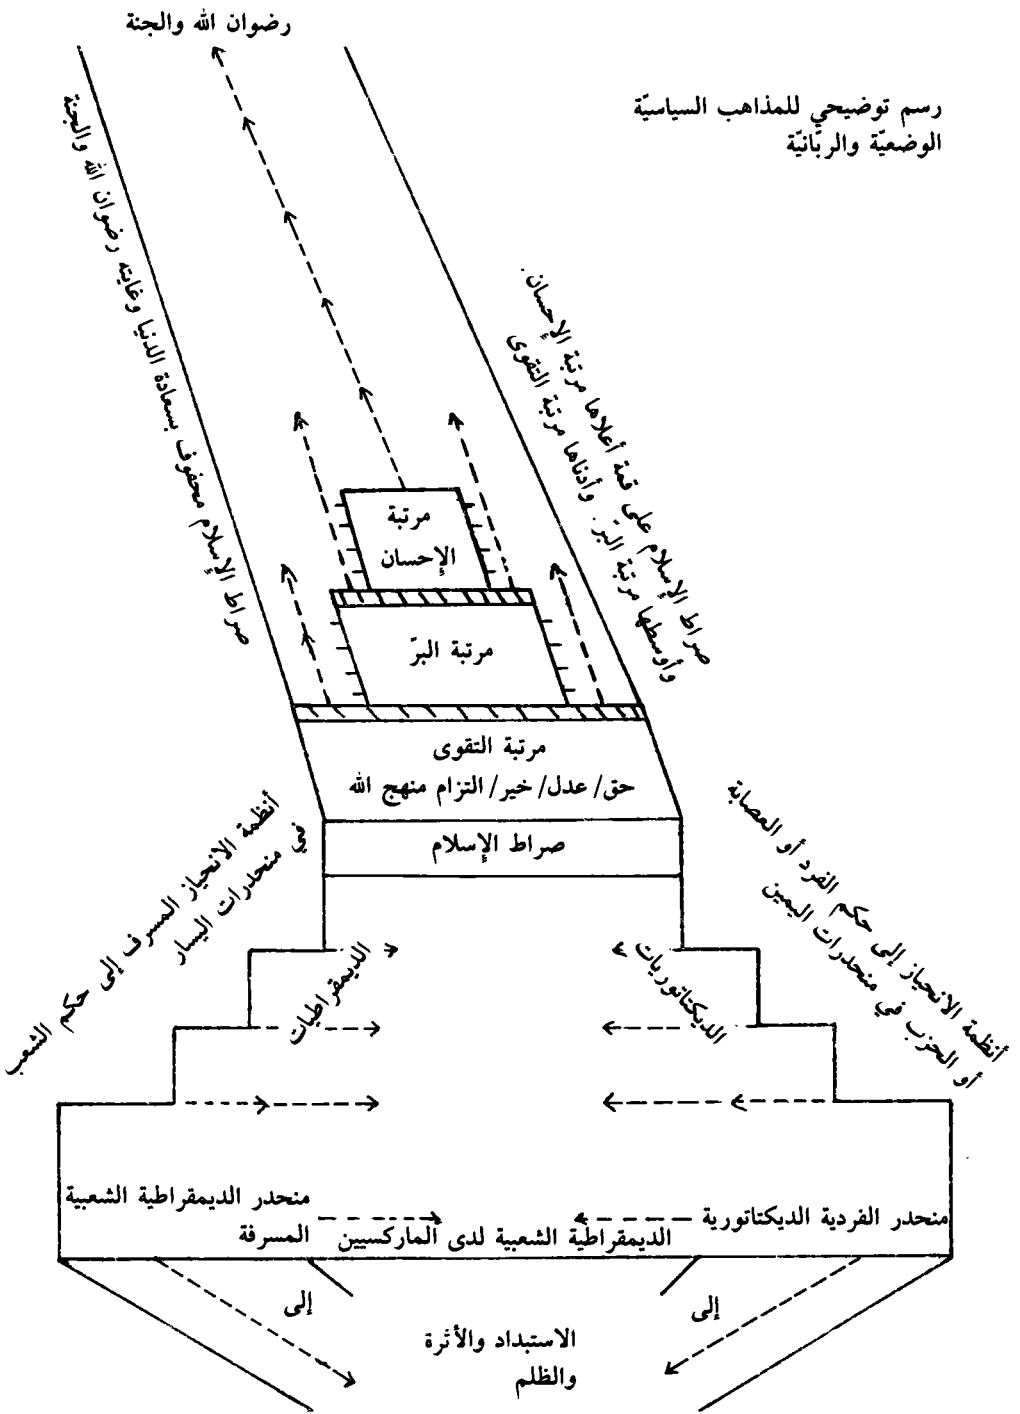 رضوان الله والجنة
رسم توضيحي للمذاهب السياسيّة
الوضعيّة والربّانيّة
صراط الإسلام محفوف بسعادة الدنيا وغايته رضوان الله والجنة
صراط الإسلام على قمة أعلاها مرتبة الإحسان.
وأوسطها مرتبة البرّ. وأدناها مرتبة التقوى
مرتبة
الإحسان
مرتبة البرّ
مرتبة التقوى
حق/ عدل/ خير/ التزام منهج الله
صراط الإسلام
أنظمة الانحياز إلى حكم الفرد أو العصابة
أو الحزب في منحدرات اليمين
أنظمة الانحياز المسرف إلى حكم الشعب
في منحدرات اليسار
الديكتاتوريات
الديمقراطيات
منحدر الفردية الديكتاتورية
منحدر الديمقراطية الشعبية
المسرفة
الديمقراطية الشعبية لدى الماركسيين
إلى
إلى
الاستبداد والأثرة
والظلم